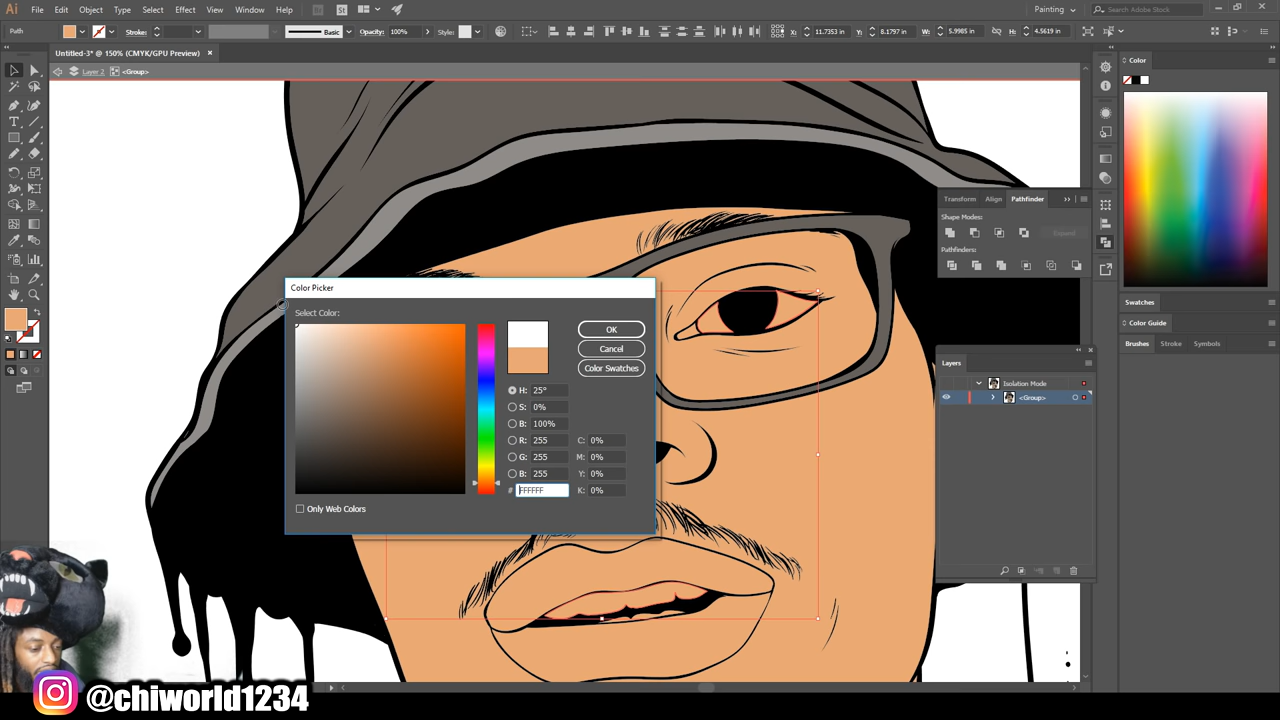 Ai File Edit Object Type Select Effect View Window Help Br St Painting Search Adobe Stock
Path Stroke: Basic Opacity: 100% Style: X: 11.7353 in Y: 8.1797 in W: 5.9985 in H: 4.5619 in
Untitled-3* @ 150% (CMYK/GPU Preview) ×
Layer 2 <Group>
Color
Transform Align Pathfinder
Shape Modes:
Expand
Pathfinders:
Color Picker
Select Color:
OK
Cancel
Color Swatches
H: 25°
S: 0%
B: 100%
R: 255 C: 0%
G: 255 M: 0%
B: 255 Y: 0%
# FFFFFF K: 0%
Only Web Colors
Swatches
Color Guide
Brushes Stroke Symbols
Layers
Isolation Mode
<Group>
@chiworld1234